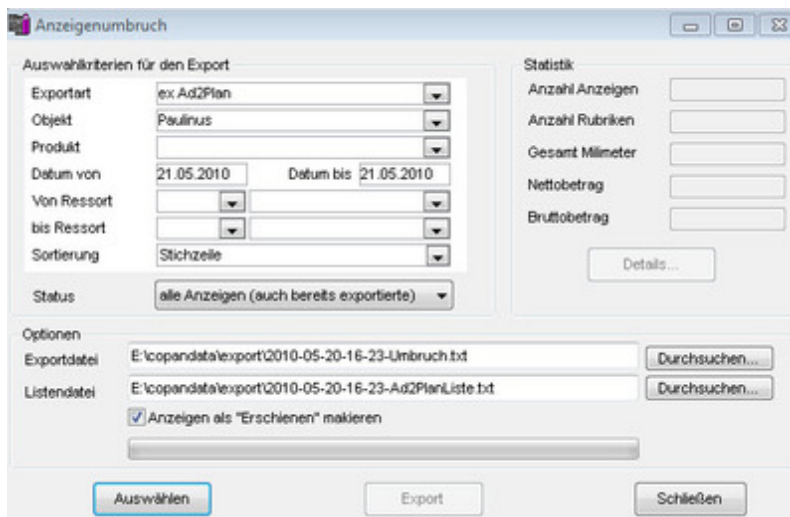 Anzeigenumbruch
Auswahlkriterien für den Export
Exportart ex Ad2Plan
Objekt Paulinus
Produkt
Datum von 21.05.2010 Datum bis 21.05.2010
Von Ressort
bis Ressort
Sortierung Stichzeile
Status alle Anzeigen (auch bereits exportierte)
Statistik
Anzahl Anzeigen
Anzahl Rubriken
Gesamt Milimeter
Nettobetrag
Bruttobetrag
Details...
Optionen
Exportdatei E:\copandata\export\2010-05-20-16-23-Umbruch.txt Durchsuchen...
Listendatei E:\copandata\export\2010-05-20-16-23-Ad2PlanListe.txt Durchsuchen...
Anzeigen als "Erschienen" makieren
Auswählen Export Schließen